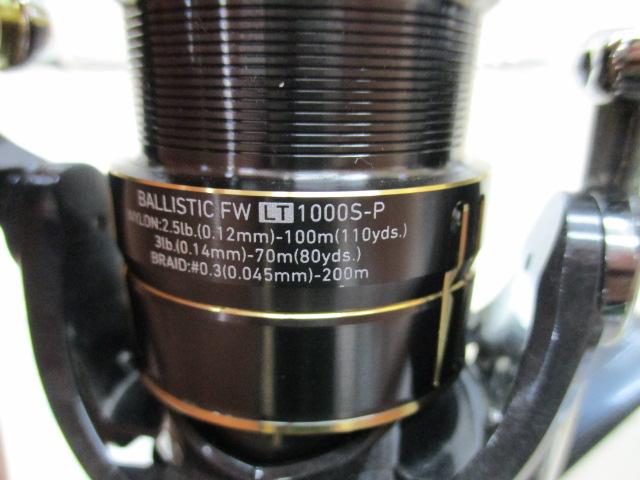 BALLISTIC FW LT 1000S-P
NYLON:2.5lb.(0.12mm)-100m(110yds.)
3lb.(0.14mm)-70m(80yds.)
BRAID:#0.3(0.045mm)-200m